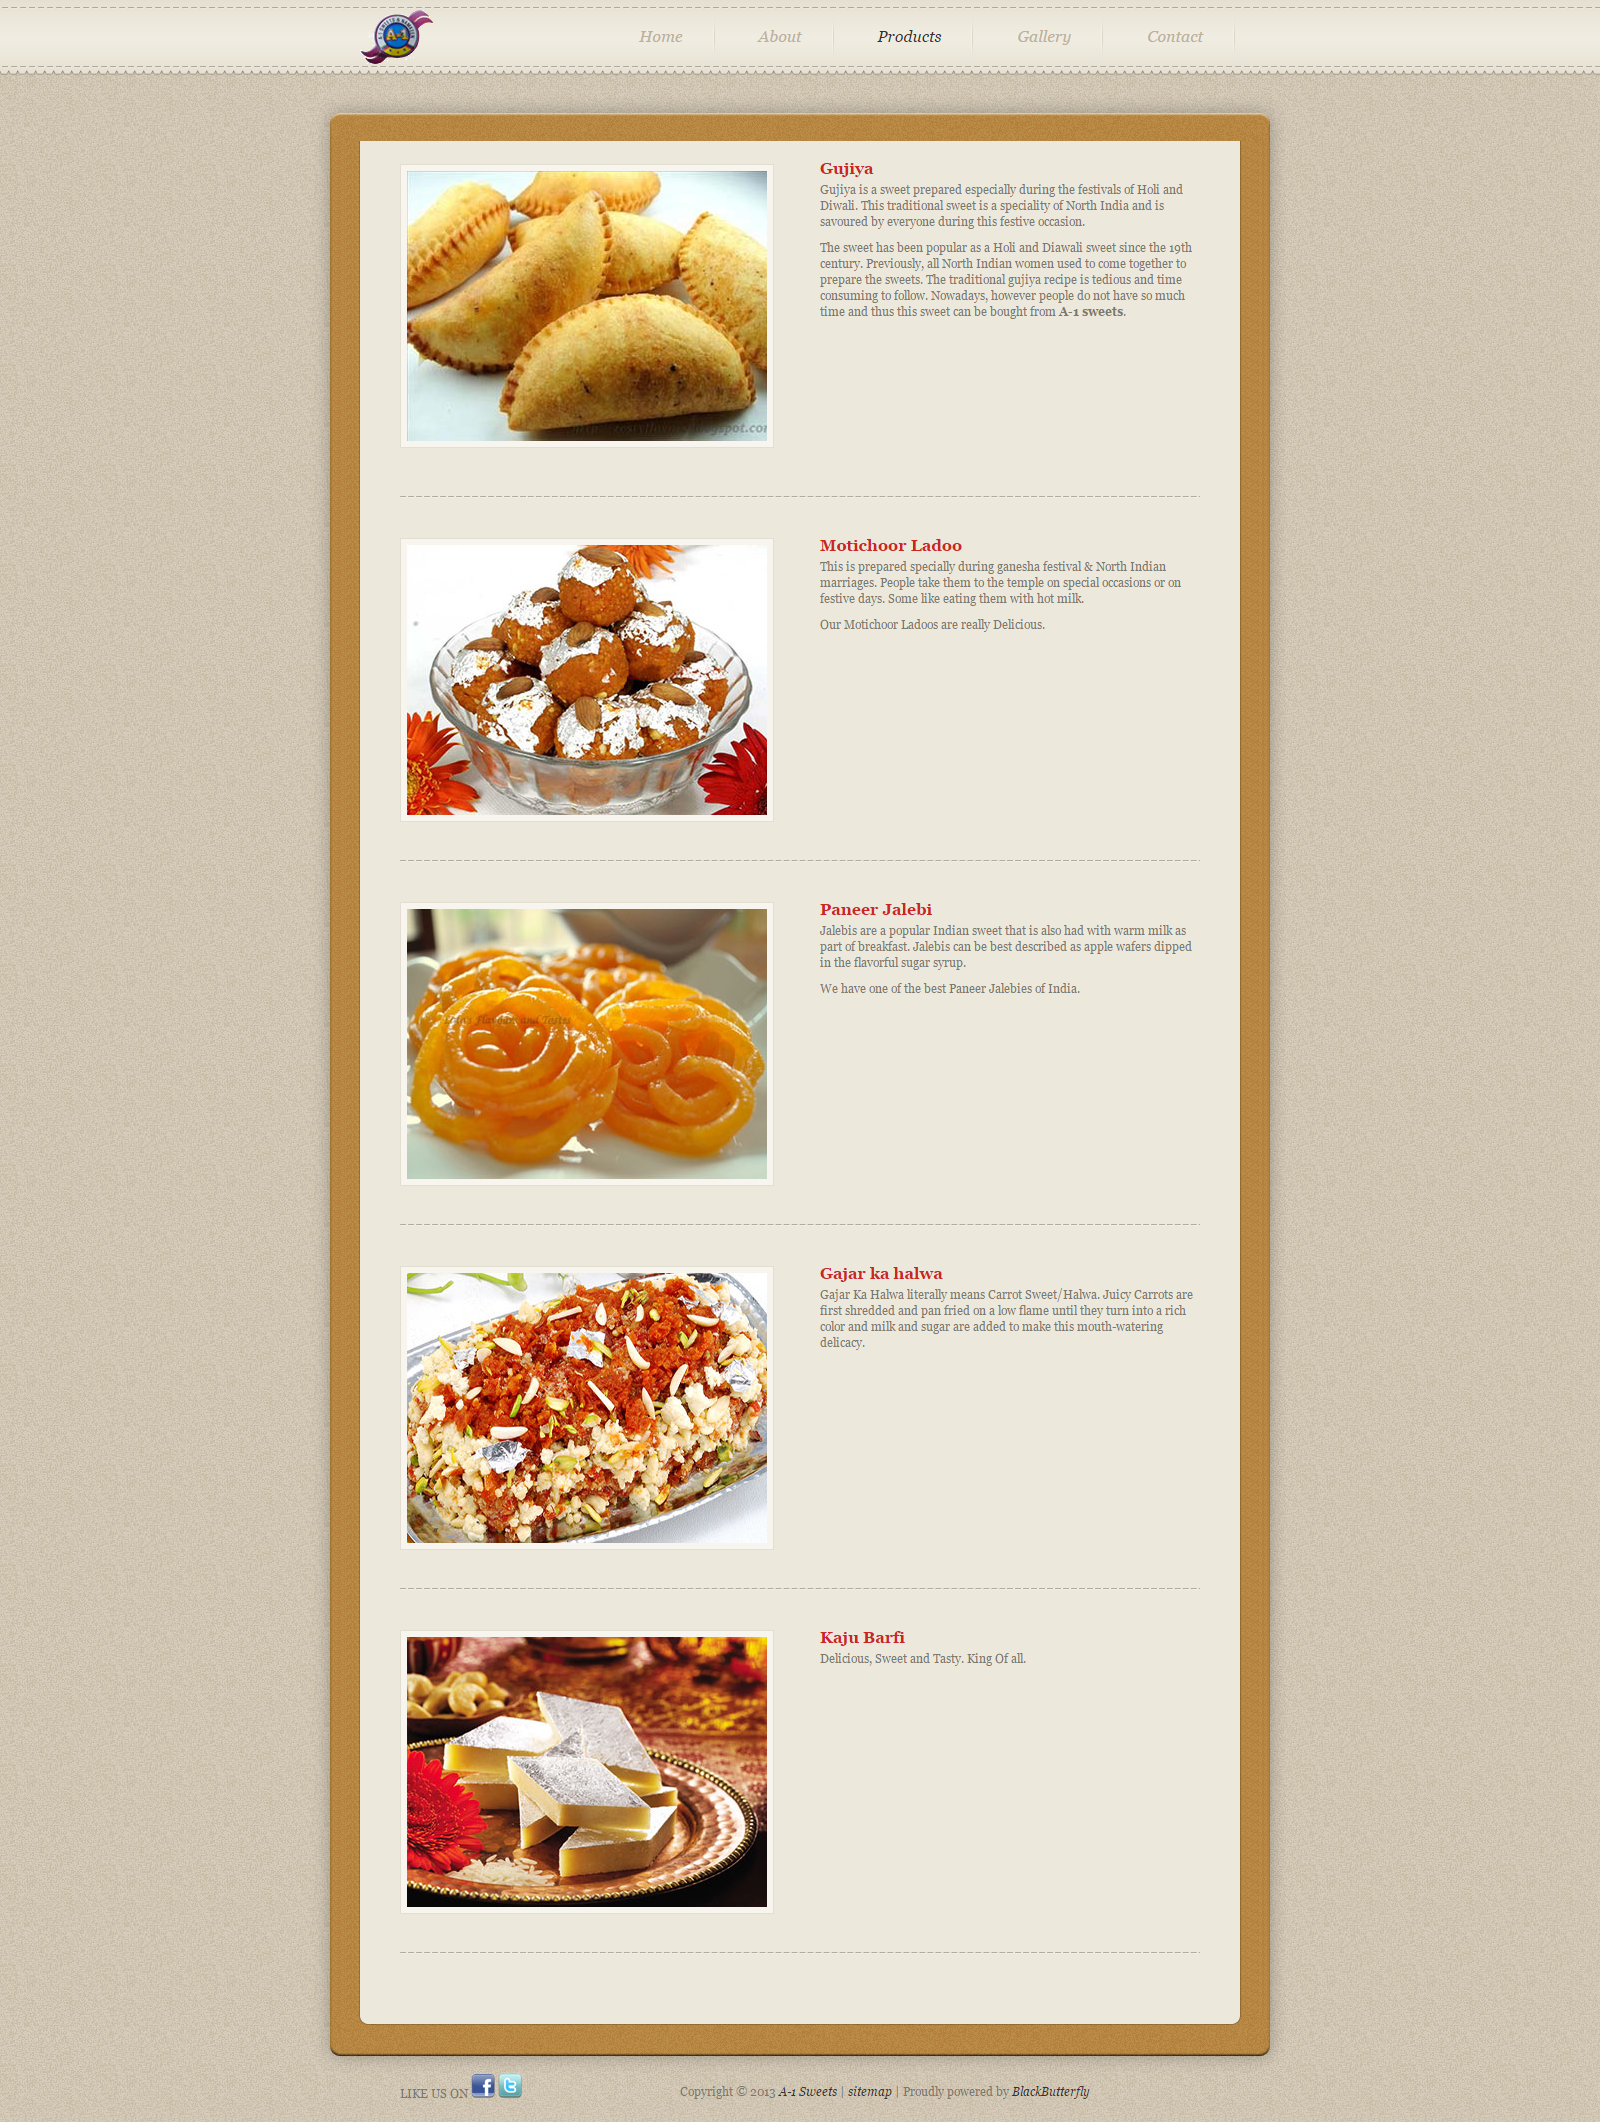 A-1
Home
About
Products
Gallery
Contact
Gujiya
Gujiya is a sweet prepared especially during the festivals of Holi and
Diwali. This traditional sweet is a speciality of North India and is
savoured by everyone during this festive occasion.
The sweet has been popular as a Holi and Diawali sweet since the 19th
century. Previously, all North Indian women used to come together to
prepare the sweets. The traditional gujiya recipe is tedious and time
consuming to follow. Nowadays, however people do not have so much
time and thus this sweet can be bought from A-1 sweets.
Motichoor Ladoo
This is prepared specially during ganesha festival & North Indian
marriages. People take them to the temple on special occasions or on
festive days. Some like eating them with hot milk.
Our Motichoor Ladoos are really Delicious.
Paneer Jalebi
Jalebis are a popular Indian sweet that is also had with warm milk as
part of breakfast. Jalebis can be best described as apple wafers dipped
in the flavorful sugar syrup.
We have one of the best Paneer Jalebies of India.
Gajar ka halwa
Gajar Ka Halwa literally means Carrot Sweet/Halwa. Juicy Carrots are
first shredded and pan fried on a low flame until they turn into a rich
color and milk and sugar are added to make this mouth-watering
delicacy.
Kaju Barfi
Delicious, Sweet and Tasty. King Of all.
LIKE US ON
Copyright © 2013 A-1 Sweets | sitemap | Proudly powered by BlackButterfly